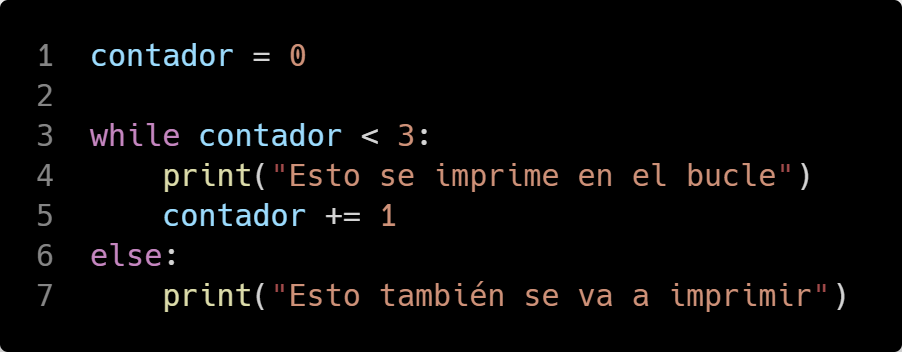 1 contador = 0
2
3 while contador < 3:
4     print("Esto se imprime en el bucle")
5     contador += 1
6 else:
7     print("Esto también se va a imprimir")